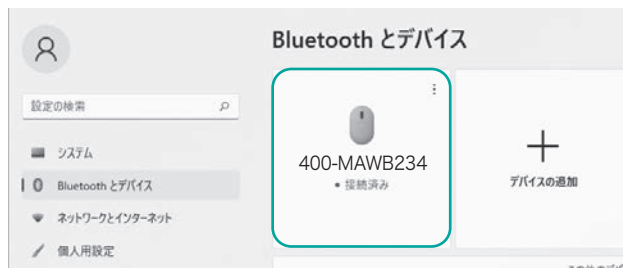 Bluetooth とデバイス
設定の検索
システム
Bluetooth とデバイス
ネットワークとインターネット
個人用設定
400-MAWB234
• 接続済み
デバイスの追加